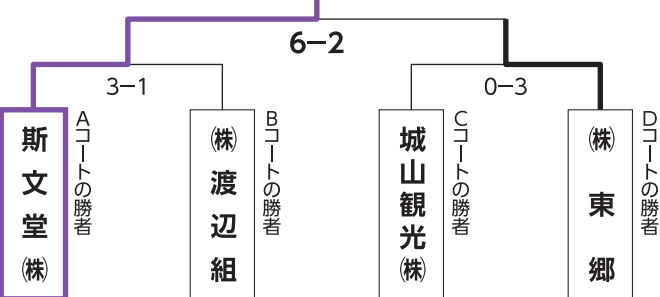 6−2
3−1
0−3
斯文堂㈱
Aコートの勝者
㈱渡辺組
Bコートの勝者
城山観光㈱
Cコートの勝者
㈱東郷
Dコートの勝者